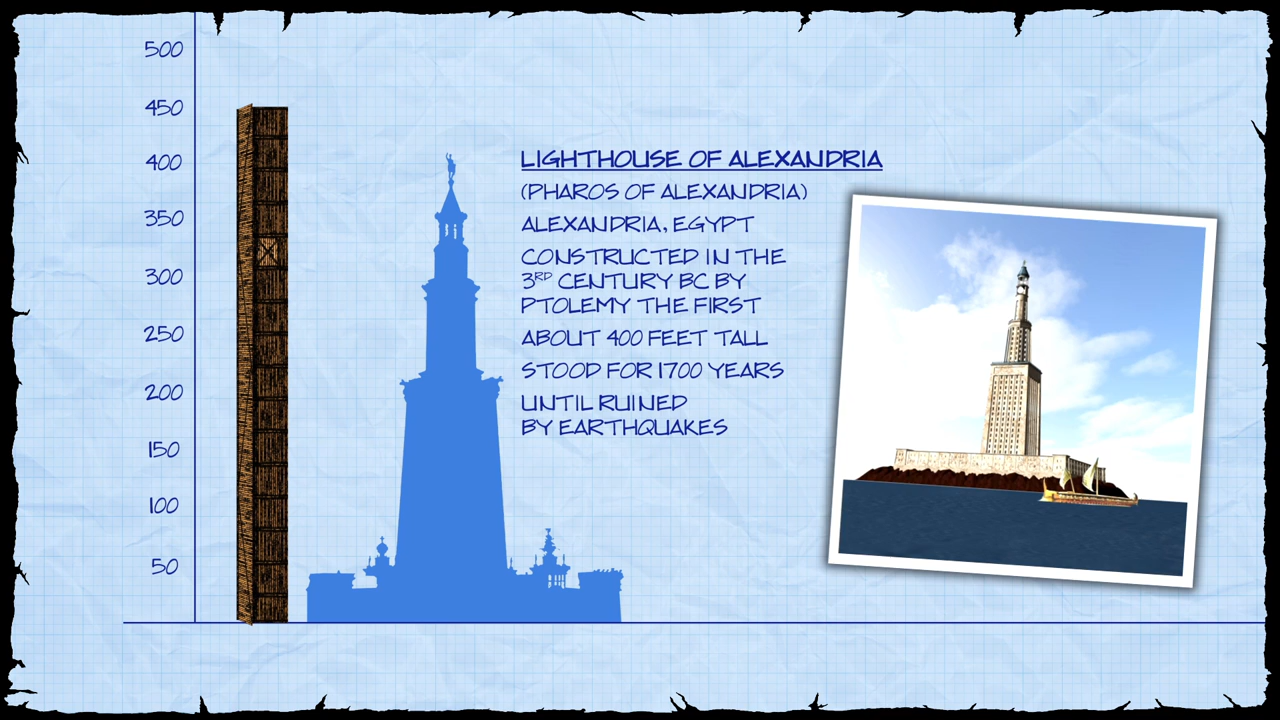 500
450
400
350
300
250
200
150
100
50
LIGHTHOUSE OF ALEXANDRIA
(PHAROS OF ALEXANDRIA)
ALEXANDRIA, EGYPT
CONSTRUCTED IN THE
3RD CENTURY BC BY
PTOLEMY THE FIRST
ABOUT 400 FEET TALL
STOOD FOR 1700 YEARS
UNTIL RUINED
BY EARTHQUAKES